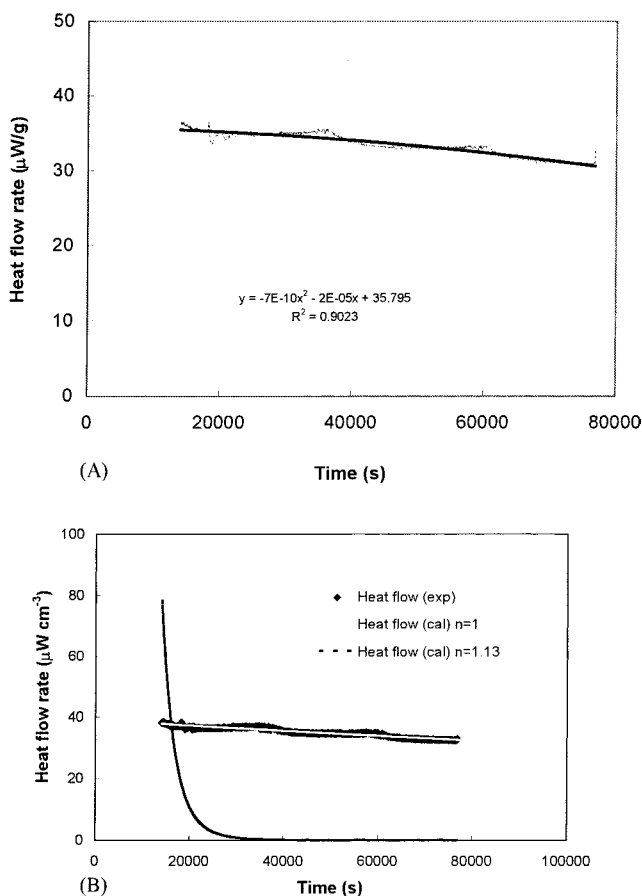 50
40
30
20
10
0
Heat flow rate (µW/g)
y = -7E-10x² - 2E-05x + 35.795
R² = 0.9023
0 20000 40000 60000 80000
(A) Time (s)
100
80
60
40
20
0
Heat flow rate (µW cm⁻³)
Heat flow (exp)
Heat flow (cal) n=1
Heat flow (cal) n=1.13
0 20000 40000 60000 80000 100000
(B) Time (s)